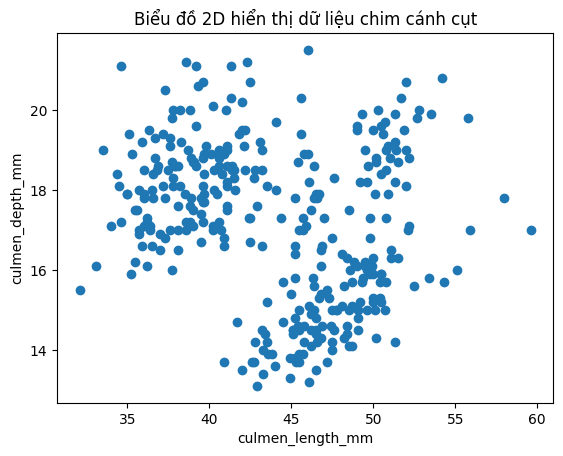 Biểu đồ 2D hiển thị dữ liệu chim cánh cụt
culmen_depth_mm
20
18
16
14
35 40 45 50 55 60
culmen_length_mm